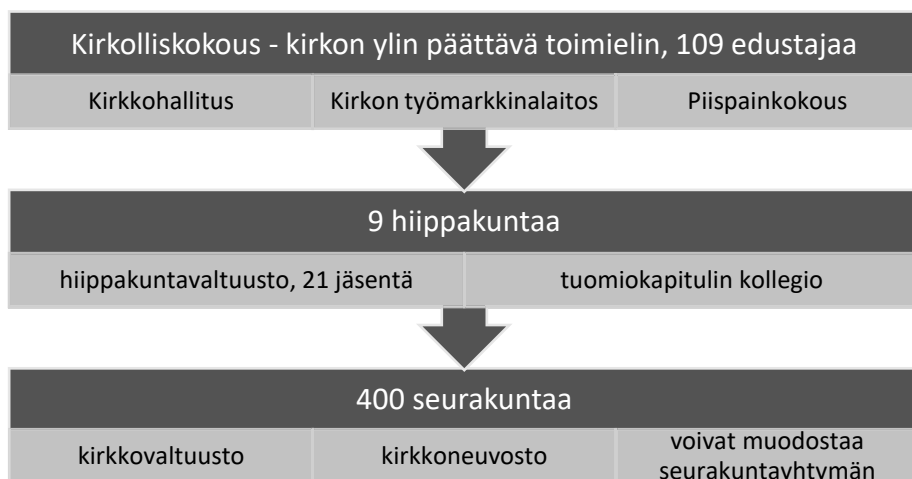 Kirkolliskokous - kirkon ylin päättävä toimielin, 109 edustajaa
Kirkkohallitus
Kirkon työmarkkinalaitos
Piispainkokous
9 hiippakuntaa
hiippakuntavaltuusto, 21 jäsentä
tuomiokapitulin kollegio
400 seurakuntaa
kirkkovaltuusto
kirkkoneuvosto
voivat muodostaa
seurakuntayhtymän